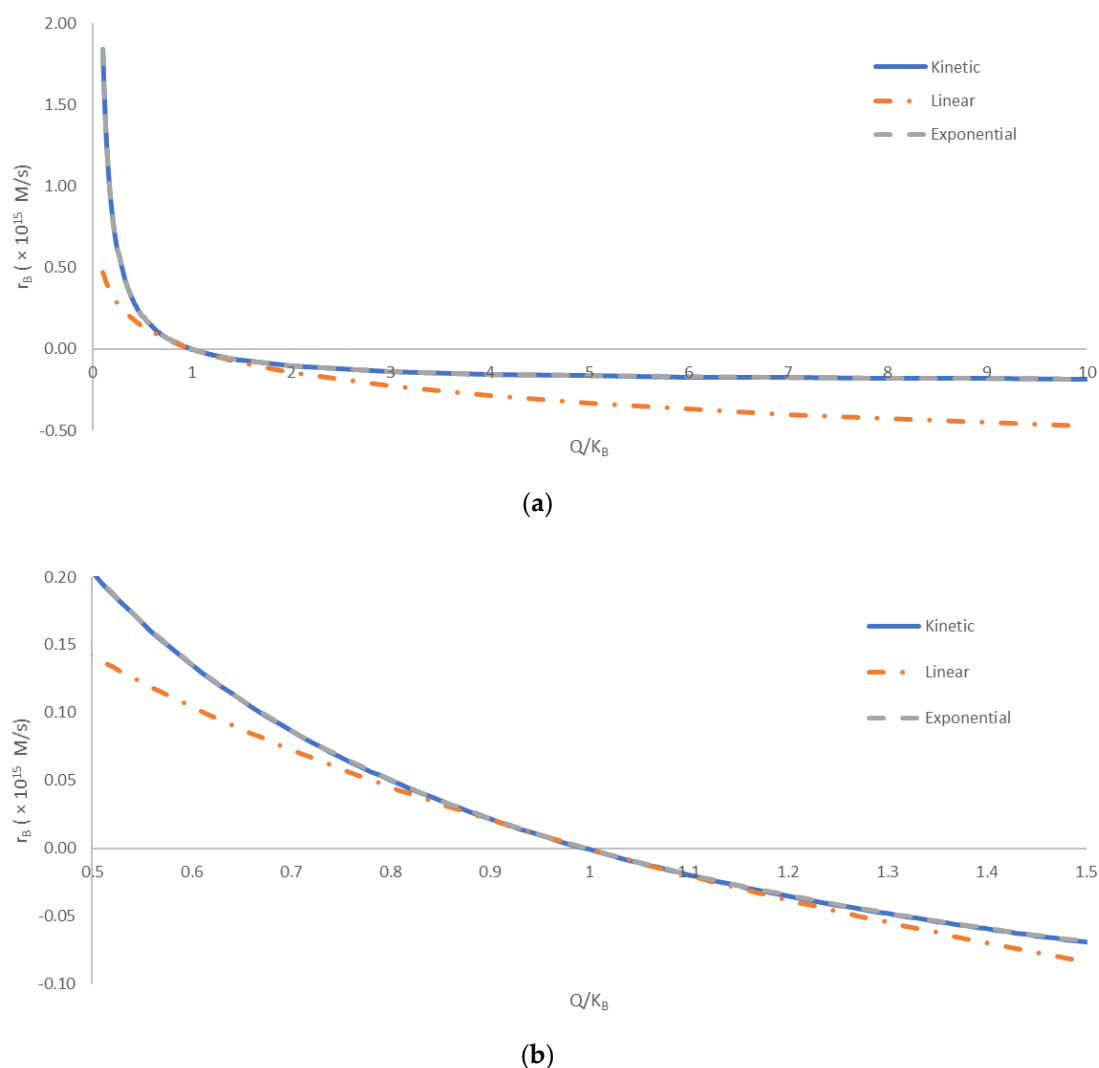 2.00
1.50
1.00
0.50
0.00
-0.50
r_B ( × 10^15 M/s)
0 1 2 3 4 5 6 7 8 9 10
Q/K_B
Kinetic
Linear
Exponential
(a)
0.20
0.15
0.10
0.05
0.00
-0.05
-0.10
r_B ( × 10^15 M/s)
0.5 0.6 0.7 0.8 0.9 1 1.1 1.2 1.3 1.4 1.5
Q/K_B
Kinetic
Linear
Exponential
(b)